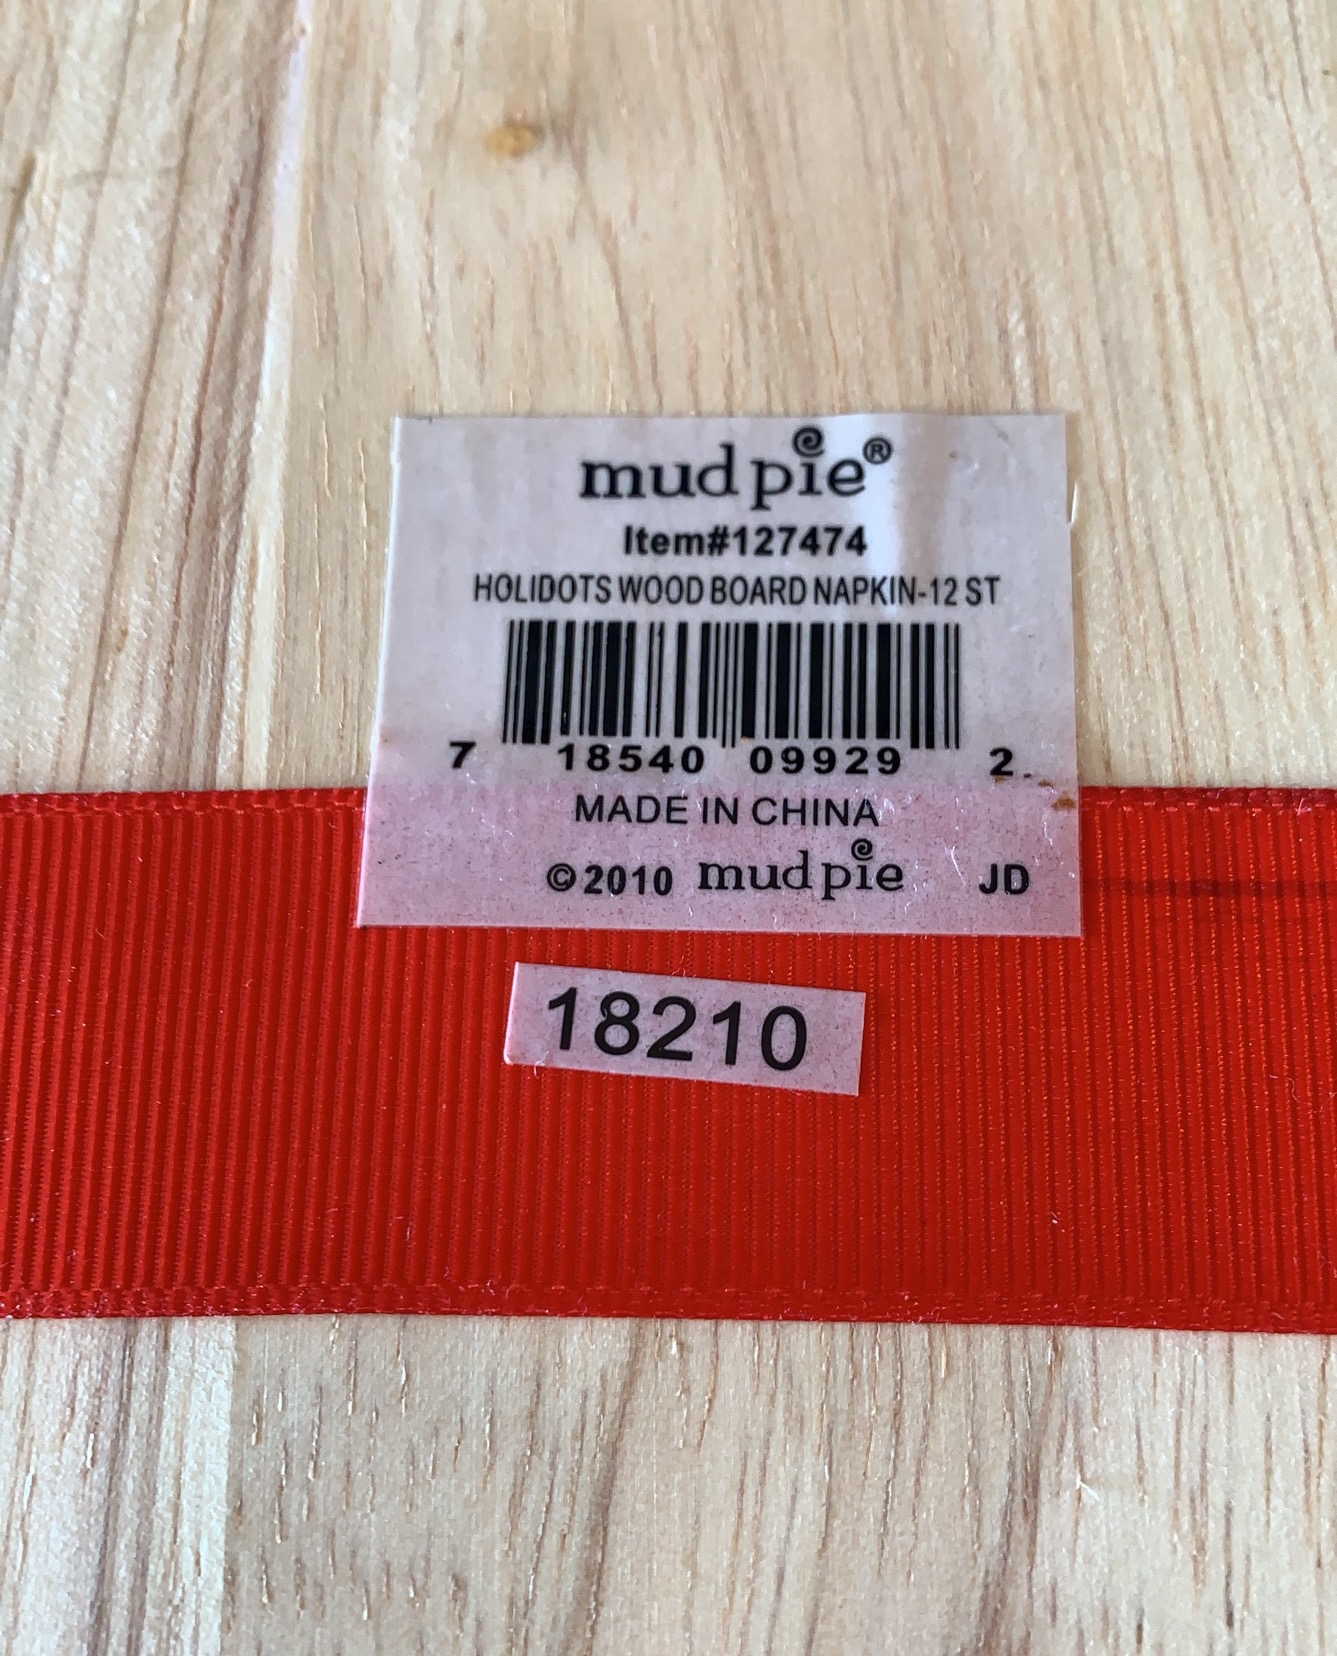 mud pie®
Item#127474
HOLIDOTS WOOD BOARD NAPKIN-12 ST
7 18540 09929 2
MADE IN CHINA
©2010 mud pie JD
18210